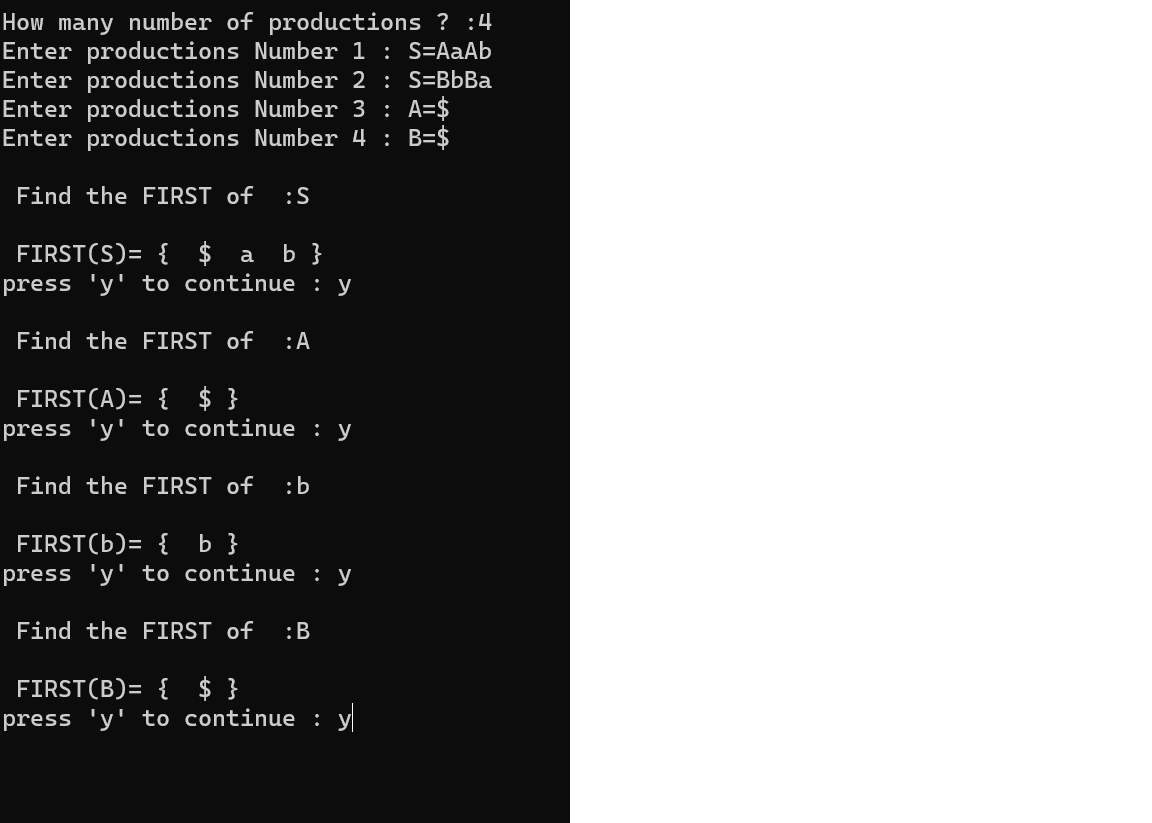 How many number of productions ? :4
Enter productions Number 1 : S=AaAb
Enter productions Number 2 : S=BbBa
Enter productions Number 3 : A=$
Enter productions Number 4 : B=$
Find the FIRST of  :S
FIRST(S)= {  $  a  b }
press 'y' to continue : y
Find the FIRST of  :A
FIRST(A)= {  $ }
press 'y' to continue : y
Find the FIRST of  :b
FIRST(b)= {  b }
press 'y' to continue : y
Find the FIRST of  :B
FIRST(B)= {  $ }
press 'y' to continue : y